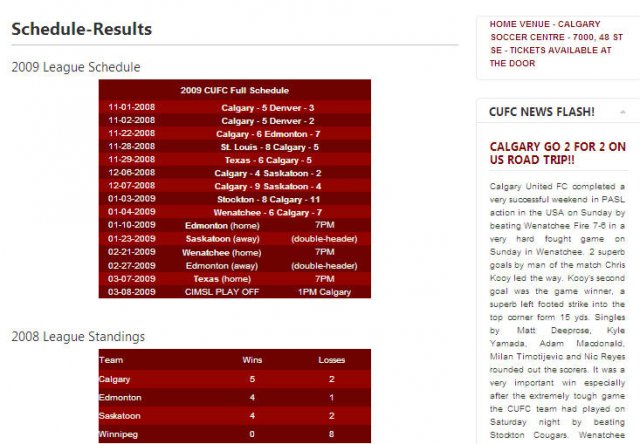 Schedule-Results
2009 League Schedule
2009 CUFC Full Schedule
11-01-2008 Calgary - 5 Denver - 3
11-02-2008 Calgary - 5 Denver - 2
11-22-2008 Calgary - 6 Edmonton - 7
11-28-2008 St. Louis - 8 Calgary - 5
11-29-2008 Texas - 6 Calgary - 5
12-06-2008 Calgary - 4 Saskatoon - 2
12-07-2008 Calgary - 9 Saskatoon - 4
01-03-2009 Stockton - 8 Calgary - 11
01-04-2009 Wenatchee - 6 Calgary - 7
01-10-2009 Edmonton (home) 7PM
01-23-2009 Saskatoon (away) (double-header)
02-21-2009 Wenatchee (home) 7PM
02-27-2009 Edmonton (away) (double-header)
03-07-2009 Texas (home) 7PM
03-08-2009 CIMSL PLAY OFF 1PM Calgary
2008 League Standings
Team Wins Losses
Calgary 5 2
Edmonton 4 1
Saskatoon 4 2
Winnipeg 0 8
HOME VENUE - CALGARY
SOCCER CENTRE - 7000, 48 ST
SE - TICKETS AVAILABLE AT
THE DOOR
CUFC NEWS FLASH!
CALGARY GO 2 FOR 2 ON
US ROAD TRIP!!
Calgary United FC completed a
very successful weekend in PASL
action in the USA on Sunday by
beating Wenatchee Fire 7-6 in a
very hard fought game on
Sunday in Wenatchee. 2 superb
goals by man of the match Chris
Kooy led the way. Kooy's second
goal was the game winner, a
superb left footed strike into the
top corner form 15 yds. Singles
by Matt Deeprose, Kyle
Yamada, Adam Macdonald,
Milan Timotijevic and Nic Reyes
rounded out the scorers. It was a
very important win especially
after the extremely tough game
the CUFC team had played on
Saturday night by beating
Stockton Cougars. Wenatchee